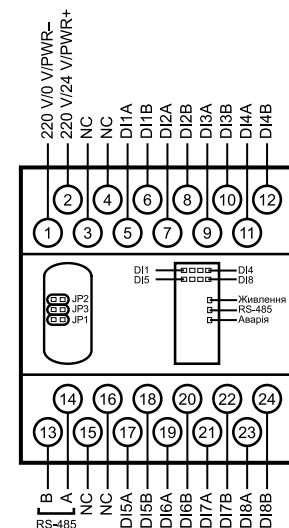 220 V/0 V/PWR–
220 V/24 V/PWR+
NC
NC
DI1A
DI1B
DI2A
DI2B
DI3A
DI3B
DI4A
DI4B
2 4 6 8 10 12
1 3 5 7 9 11
DI1 DI4
DI5 DI8
JP2
JP3
JP1
Живлення
RS-485
Аварія
14 16 18 20 22 24
13 15 17 19 21 23
B
A
NC
NC
DI5A
DI5B
DI6A
DI6B
DI7A
DI7B
DI8A
DI8B
RS-485